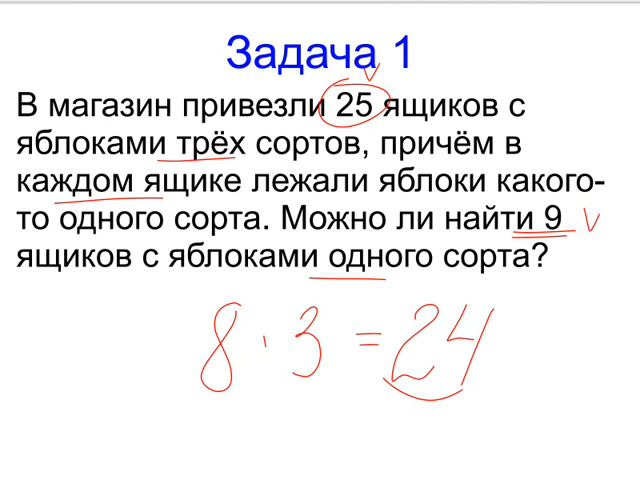 Задача 1
В магазин привезли 25 ящиков с
яблоками трёх сортов, причём в
каждом ящике лежали яблоки какого-
то одного сорта. Можно ли найти 9
ящиков с яблоками одного сорта?
8 · 3 = 24